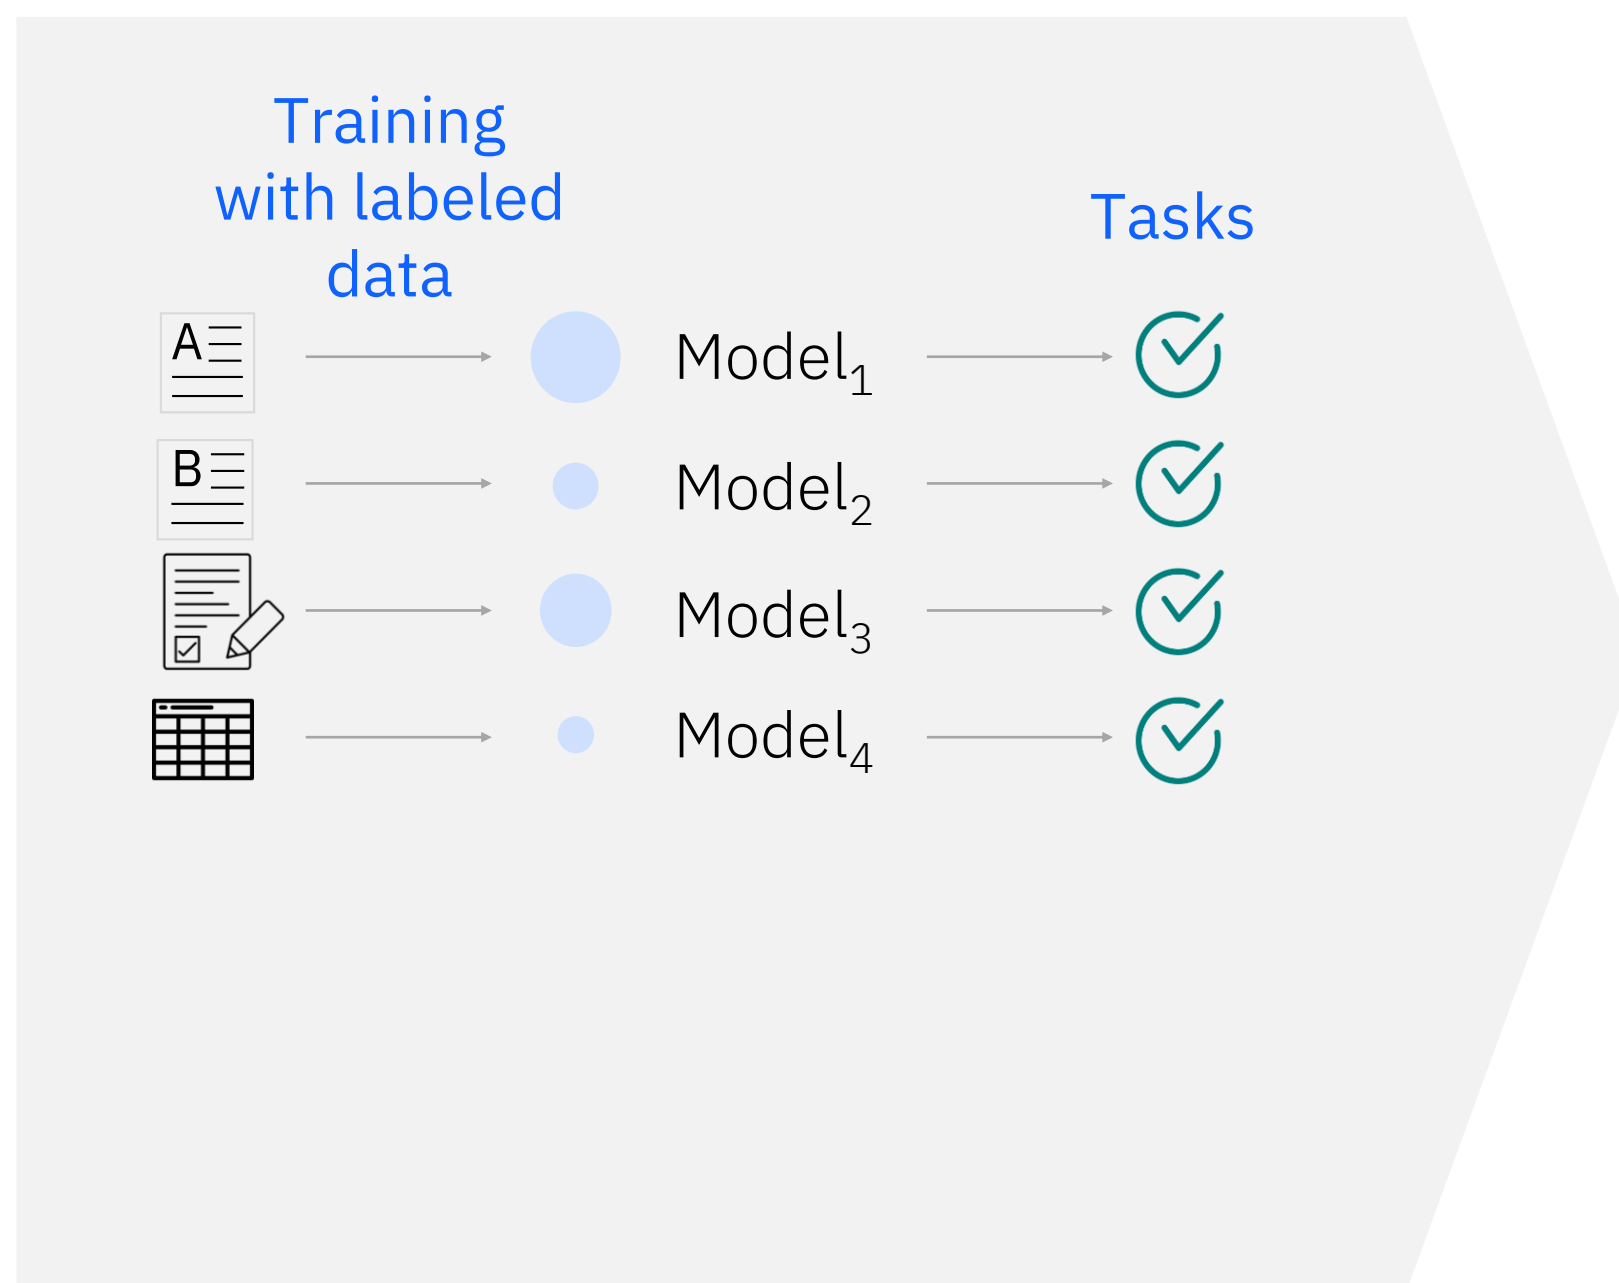 Training
with labeled
data
Tasks
A
Model₁
B
Model₂
Model₃
Model₄